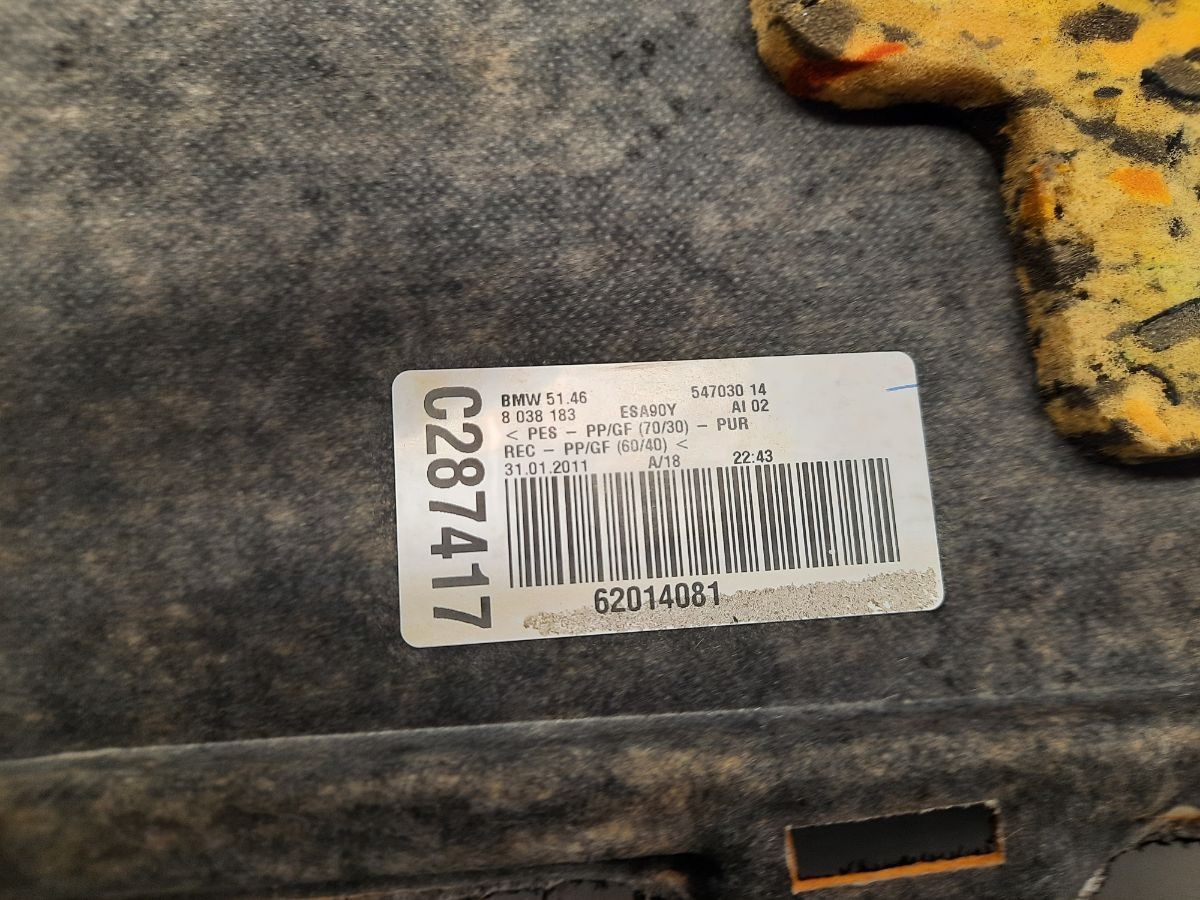 C287417
BMW 51.46 547030 14
8 038 183 ESA90Y AI 02
< PES – PP/GF (70/30) – PUR
REC – PP/GF (60/40) <
31.01.2011 A/18 22:43
62014081